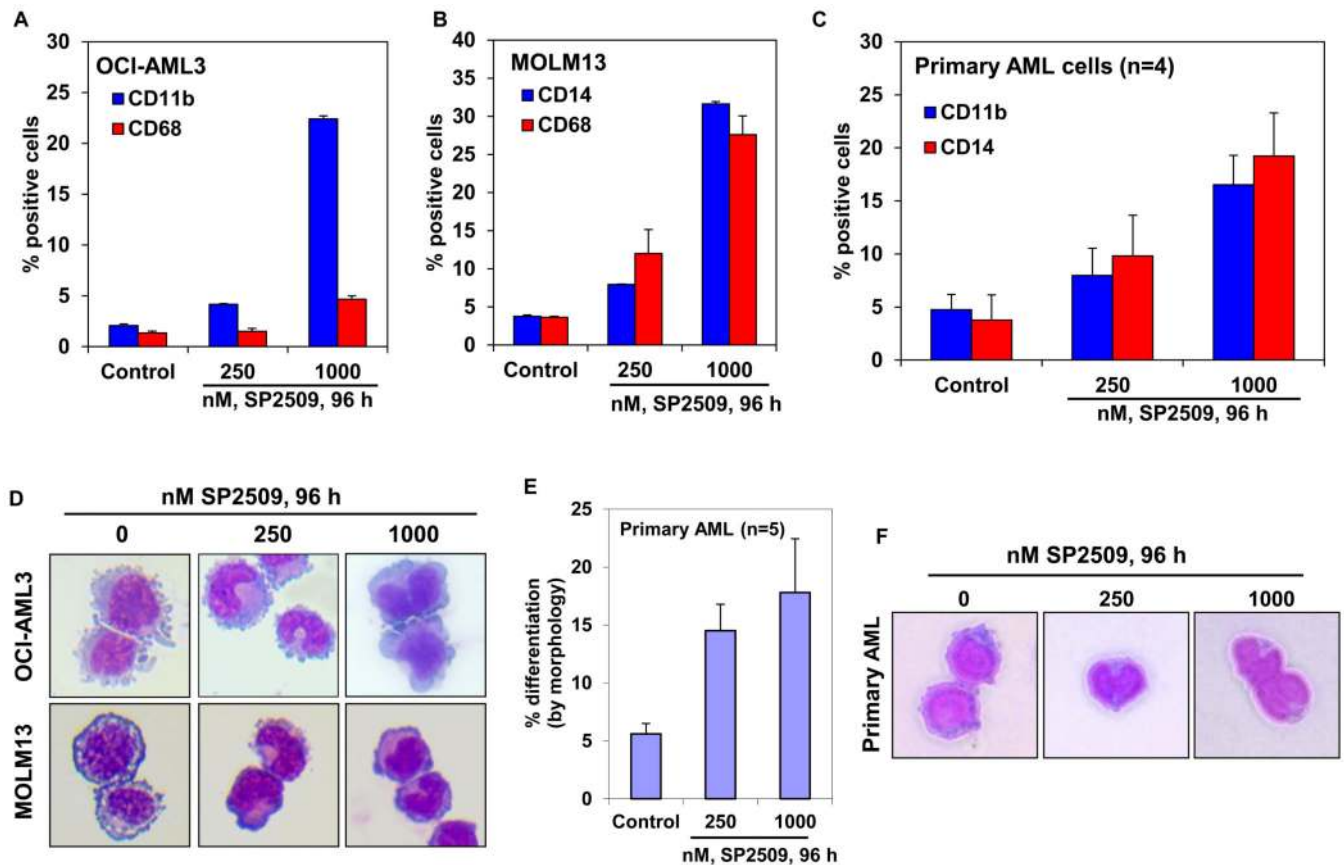 A
30
25
20
15
10
5
0
% positive cells
OCI-AML3
CD11b
CD68
Control
250
1000
nM, SP2509, 96 h
B
40
35
30
25
20
15
10
5
0
% positive cells
MOLM13
CD14
CD68
Control
250
1000
nM, SP2509, 96 h
C
30
25
20
15
10
5
0
% positive cells
Primary AML cells (n=4)
CD11b
CD14
Control
250
1000
nM, SP2509, 96 h
D
nM SP2509, 96 h
0
250
1000
OCI-AML3
MOLM13
E
25
20
15
10
5
0
% differentiation
(by morphology)
Primary AML (n=5)
Control
250
1000
nM, SP2509, 96 h
F
nM SP2509, 96 h
0
250
1000
Primary AML